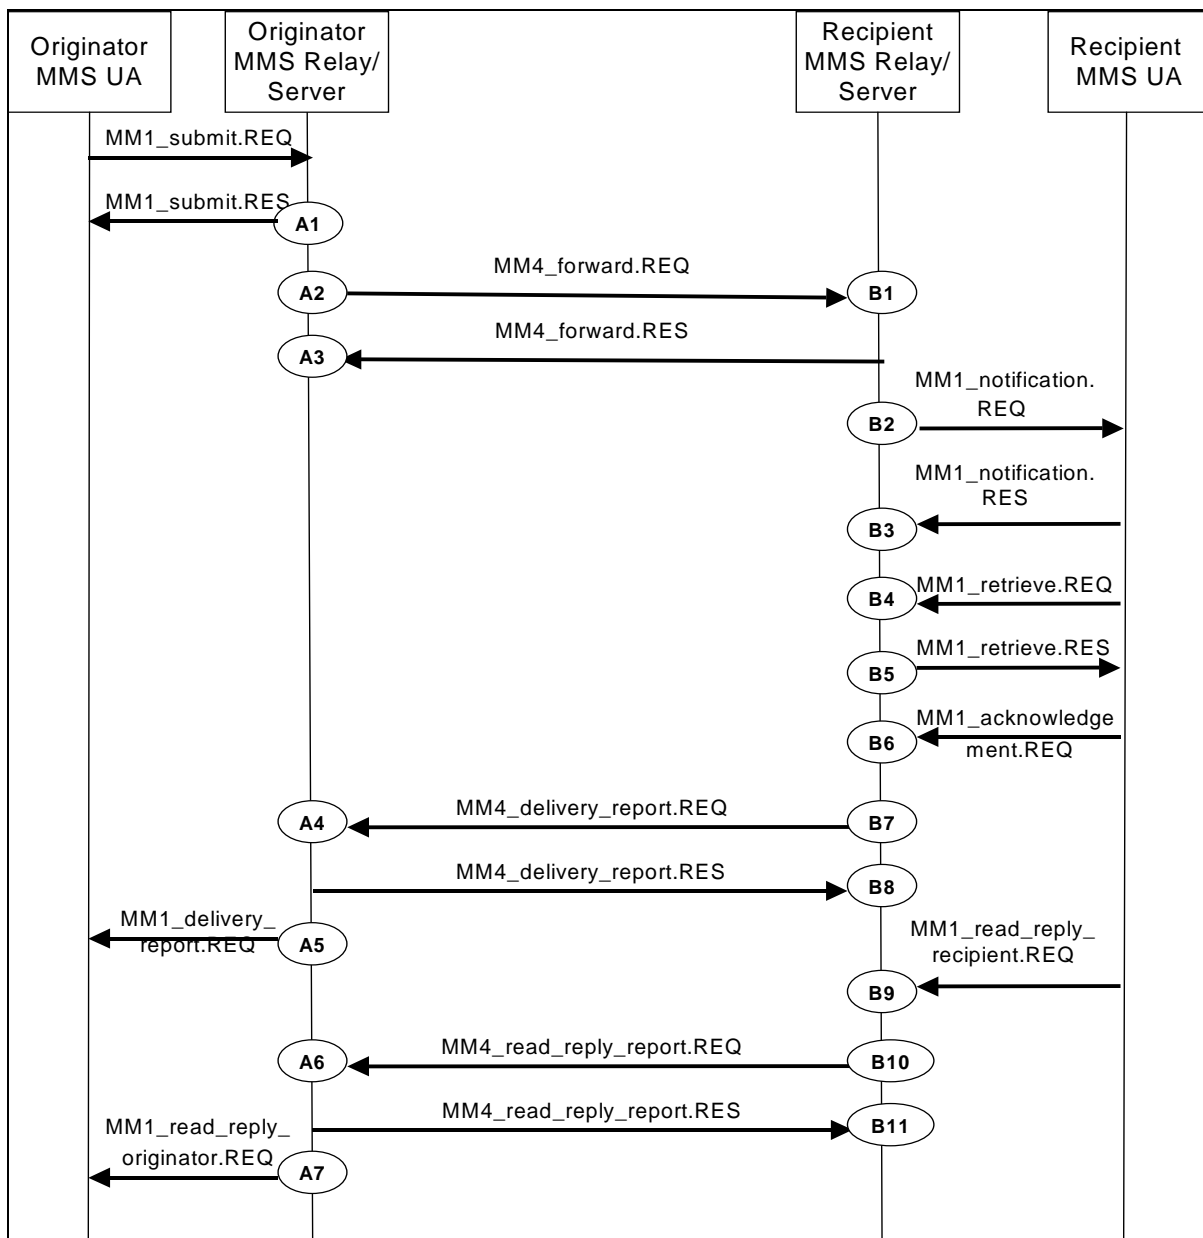 Originator
MMS UA
Originator
MMS Relay/
Server
Recipient
MMS Relay/
Server
Recipient
MMS UA
MM1_submit.REQ
MM1_submit.RES
A1
MM4_forward.REQ
A2
B1
MM4_forward.RES
A3
MM1_notification.
REQ
B2
MM1_notification.
RES
B3
MM1_retrieve.REQ
B4
MM1_retrieve.RES
B5
MM1_acknowledge
ment.REQ
B6
MM4_delivery_report.REQ
A4
B7
MM4_delivery_report.RES
B8
MM1_delivery_
report.REQ
A5
MM1_read_reply_
recipient.REQ
B9
MM4_read_reply_report.REQ
A6
B10
MM4_read_reply_report.RES
B11
MM1_read_reply_
originator.REQ
A7